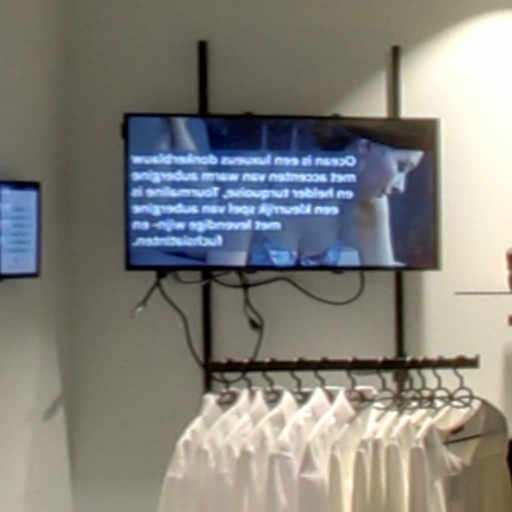 Ocean is een luxueus donkerblauw
met accenten van warm aubergine
en helder turquoise, Tourmaline is
een kleurrijk spel van aubergine
met levendige wijn- en
fuchsiatinten.